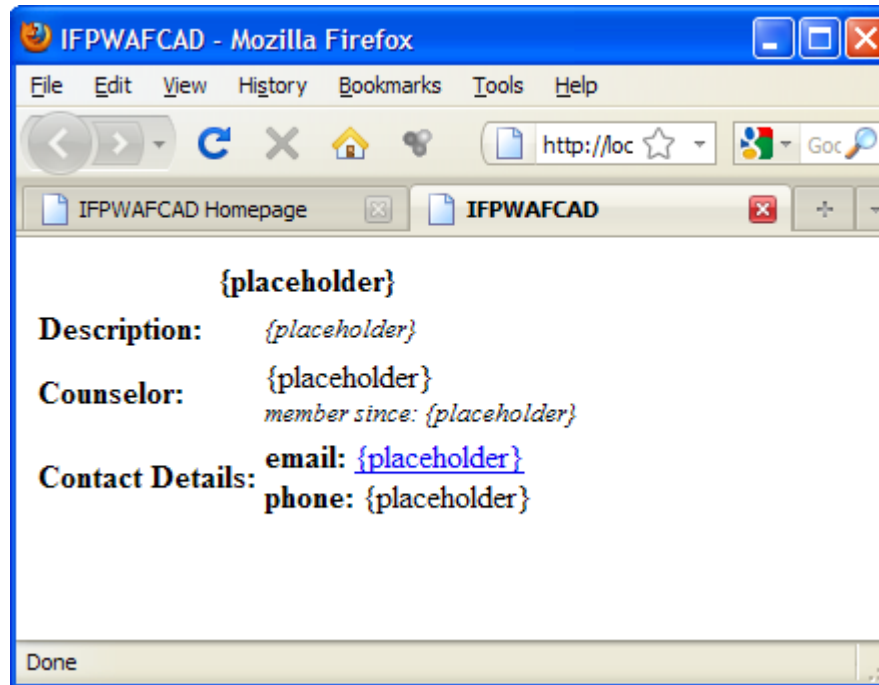 IFPWAFCAD - Mozilla Firefox
File Edit View History Bookmarks Tools Help
http://loc Goo
IFPWAFCAD Homepage IFPWAFCAD
{placeholder}
Description: {placeholder}
Counselor: {placeholder}
member since: {placeholder}
Contact Details: email: {placeholder}
phone: {placeholder}
Done